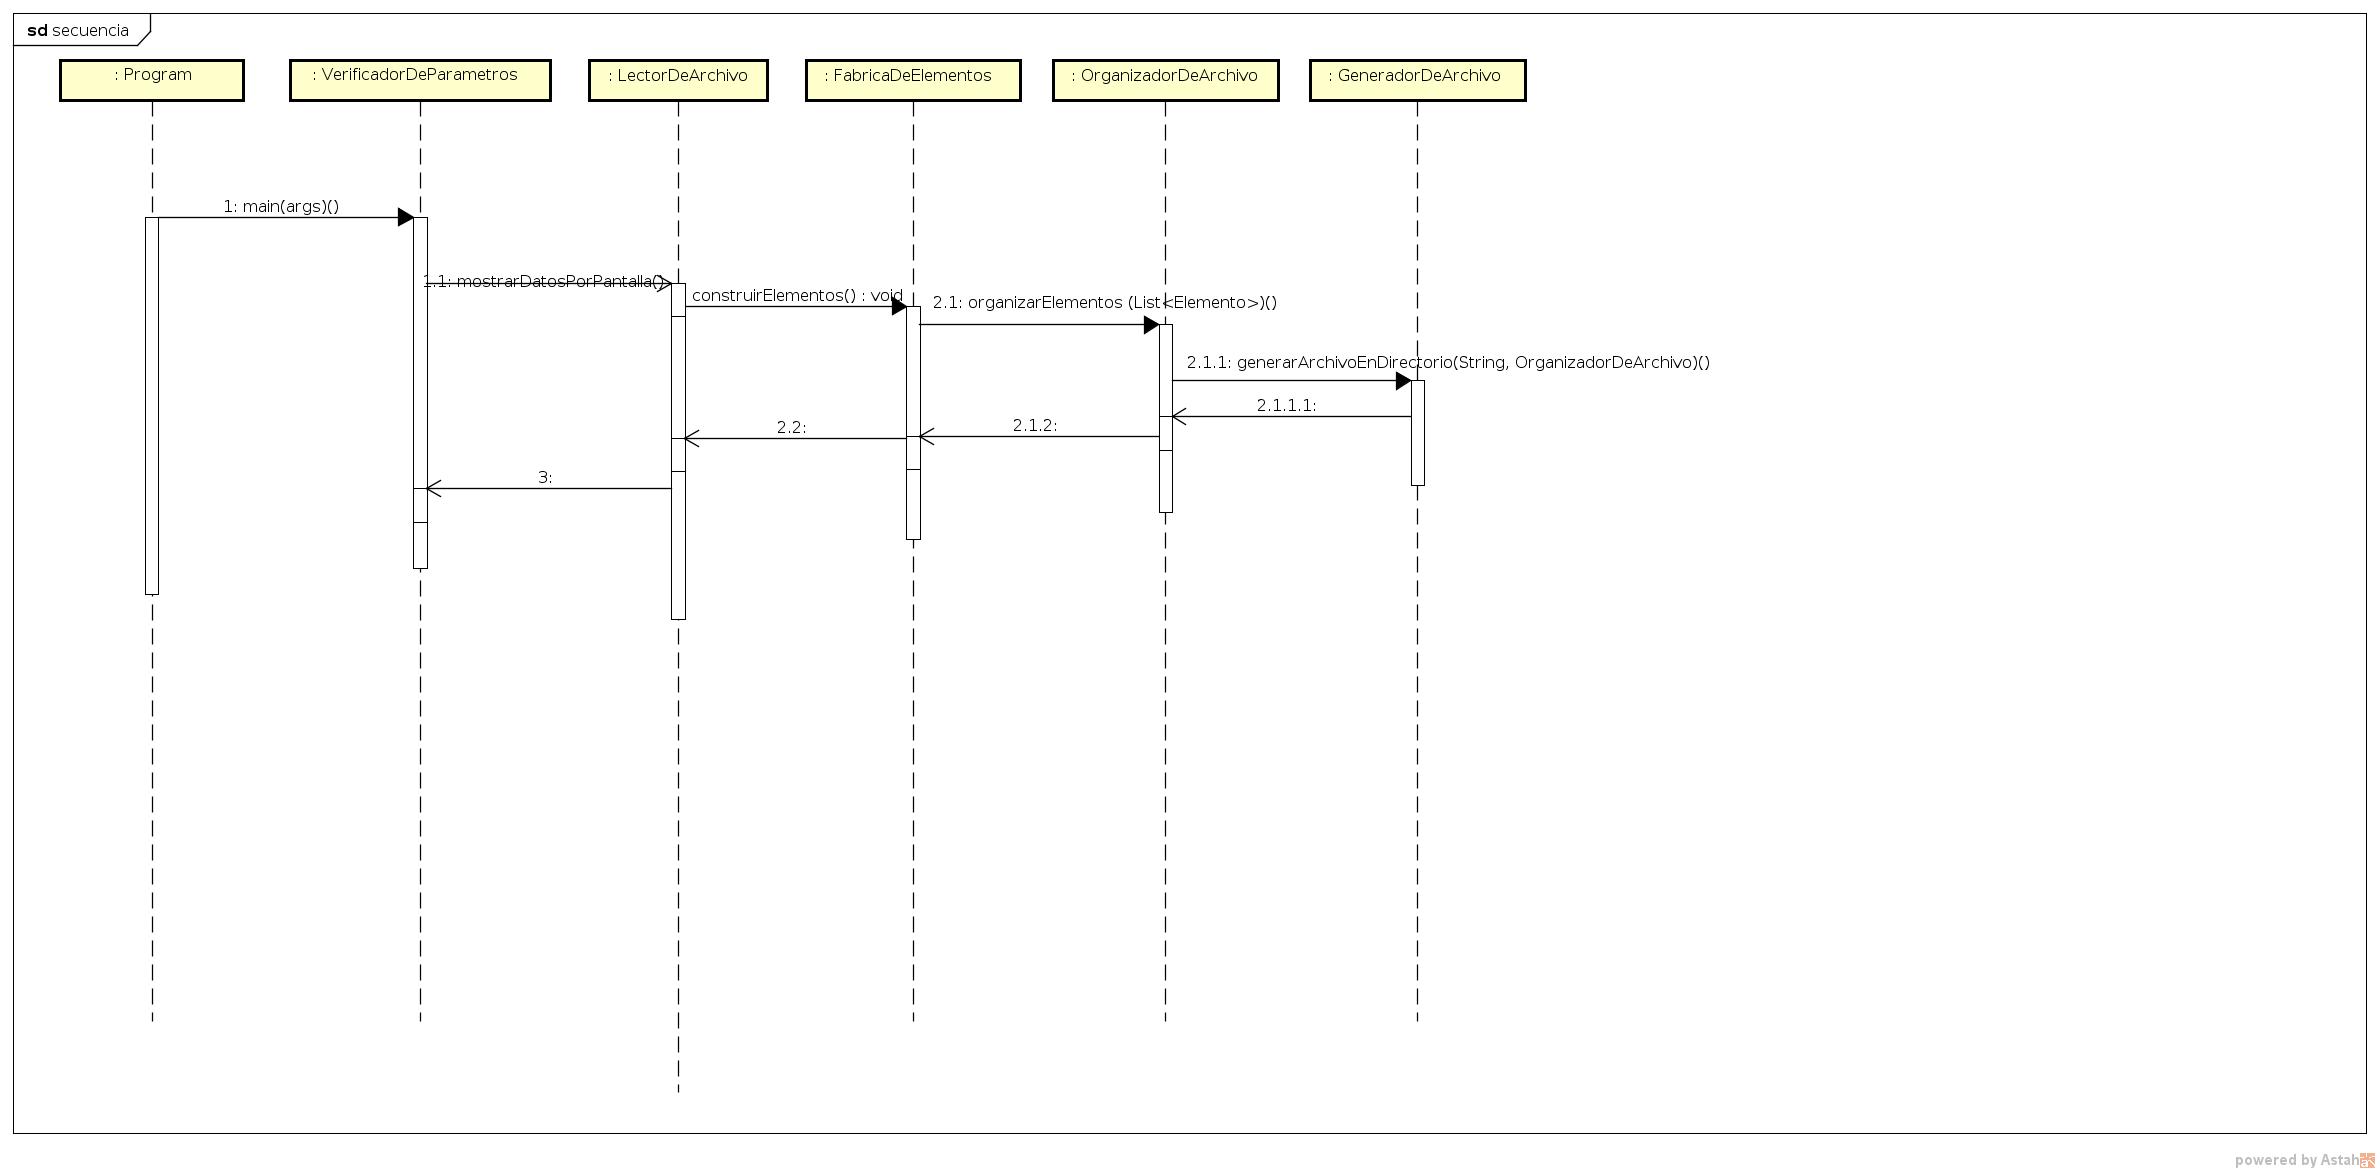 sd secuencia
: Program
: VerificadorDeParametros
: LectorDeArchivo
: FabricaDeElementos
: OrganizadorDeArchivo
: GeneradorDeArchivo
1: main(args)()
1.1: mostrarDatosPorPantalla()
construirElementos() : void
2.1: organizarElementos (List<Elemento>)()
2.1.1: generarArchivoEnDirectorio(String, OrganizadorDeArchivo)()
2.1.1.1:
2.1.2:
2.2:
3:
powered by Astah